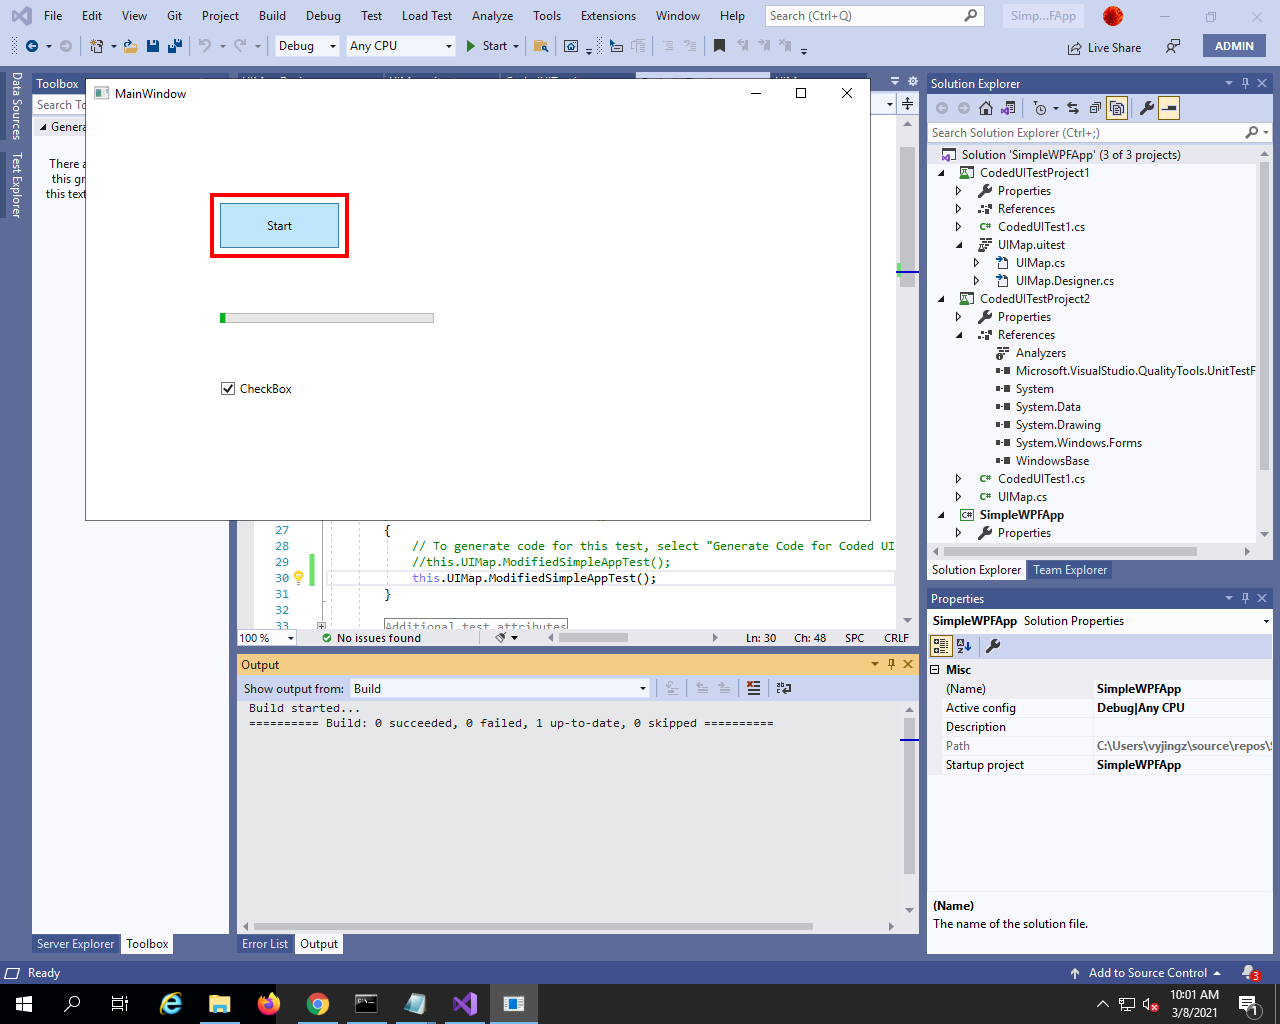 File Edit View Git Project Build Debug Test Load Test Analyze Tools Extensions Window Help Search (Ctrl+Q) Simp...FApp
Debug Any CPU Start Live Share ADMIN
Data Sources
Test Explorer
Toolbox
Search To
Genera
There a
this gr
this text
MainWindow
Start
CheckBox
27 {
28 // To generate code for this test, select "Generate Code for Coded UI
29 //this.UIMap.ModifiedSimpleAppTest();
30 this.UIMap.ModifiedSimpleAppTest();
31 }
32
33 Additional test attributes
100 % No issues found Ln: 30 Ch: 48 SPC CRLF
Output
Show output from: Build
Build started...
========== Build: 0 succeeded, 0 failed, 1 up-to-date, 0 skipped ==========
Server Explorer Toolbox
Error List Output
Solution Explorer
Search Solution Explorer (Ctrl+;)
Solution 'SimpleWPFApp' (3 of 3 projects)
CodedUITestProject1
Properties
References
CodedUITest1.cs
UIMap.uitest
UIMap.cs
UIMap.Designer.cs
CodedUITestProject2
Properties
References
Analyzers
Microsoft.VisualStudio.QualityTools.UnitTestF
System
System.Data
System.Drawing
System.Windows.Forms
WindowsBase
CodedUITest1.cs
UIMap.cs
SimpleWPFApp
Properties
Solution Explorer Team Explorer
Properties
SimpleWPFApp Solution Properties
Misc
(Name) SimpleWPFApp
Active config Debug|Any CPU
Description
Path C:\Users\vyjingz\source\repos\S
Startup project SimpleWPFApp
(Name)
The name of the solution file.
Ready Add to Source Control 3
10:01 AM
3/8/2021
1